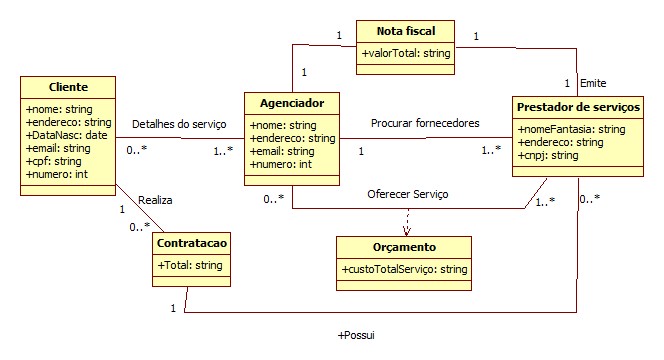 Nota fiscal
+valorTotal: string
1
1
1
1
Emite
Cliente
+nome: string
+endereco: string
+DataNasc: date
+email: string
+cpf: string
+numero: int
Detalhes do serviço
0..*
1..*
Agenciador
+nome: string
+endereco: string
+email: string
+numero: int
Procurar fornecedores
1
1..*
Prestador de serviços
+nomeFantasia: string
+endereco: string
+cnpj: string
Oferecer Serviço
0..*
1..*
0..*
Realiza
1
0..*
Contratacao
+Total: string
Orçamento
+custoTotalServiço: string
1
+Possui